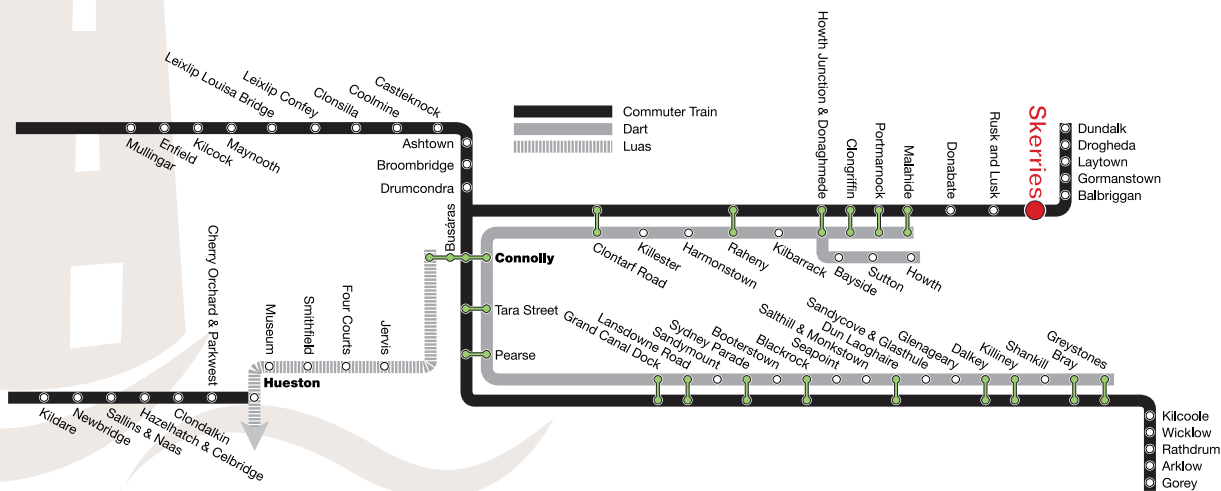 Leixlip Louisa Bridge
Leixlip Confey
Clonsilla
Coolmine
Castleknock
Mullingar
Enfield
Kilcock
Maynooth
Ashtown
Broombridge
Drumcondra
Commuter Train
Dart
Luas
Howth Junction & Donaghmede
Clongriffin
Portmarnock
Malahide
Donabate
Rusk and Lusk
Skerries
Dundalk
Drogheda
Laytown
Gormanstown
Balbriggan
Clontarf Road
Killester
Harmonstown
Raheny
Kilbarrack
Bayside
Sutton
Howth
Busáras
Connolly
Tara Street
Pearse
Cherry Orchard & Parkwest
Museum
Smithfield
Four Courts
Jervis
Hueston
Kildare
Newbridge
Sallins & Naas
Hazelhatch & Celbridge
Clondalkin
Grand Canal Dock
Lansdowne Road
Sandymount
Sydney Parade
Booterstown
Blackrock
Seapoint
Salthill & Monkstown
Dun Laoghaire
Sandycove & Glasthule
Glenageary
Dalkey
Killiney
Shankill
Bray
Greystones
Kilcoole
Wicklow
Rathdrum
Arklow
Gorey